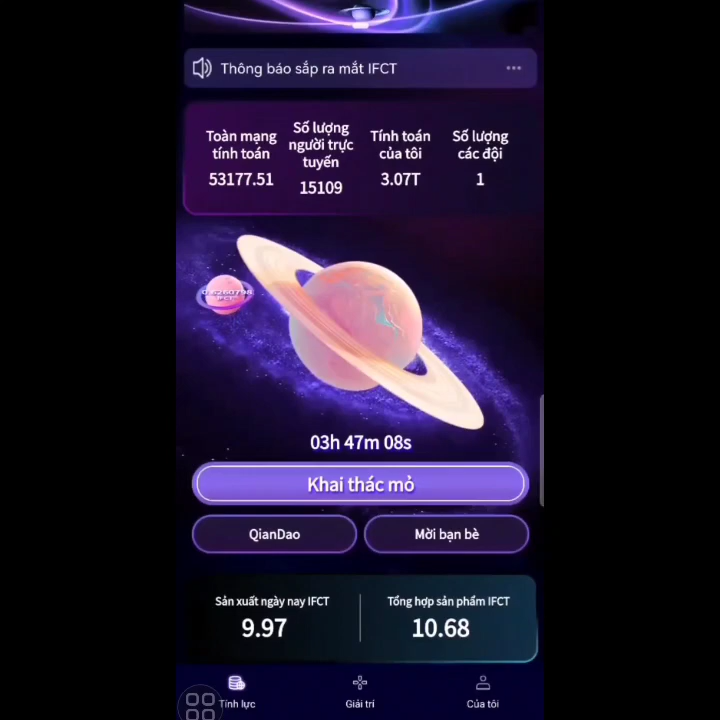 Thông báo sắp ra mắt IFCT
Toàn mạng
tính toán
53177.51
Số lượng
người trực
tuyến
15109
Tính toán
của tôi
3.07T
Số lượng
các đội
1
IFCT
03h 47m 08s
Khai thác mỏ
QianDao
Mời bạn bè
Sản xuất ngày nay IFCT
9.97
Tổng hợp sản phẩm IFCT
10.68
Tính lực
Giải trí
Của tôi